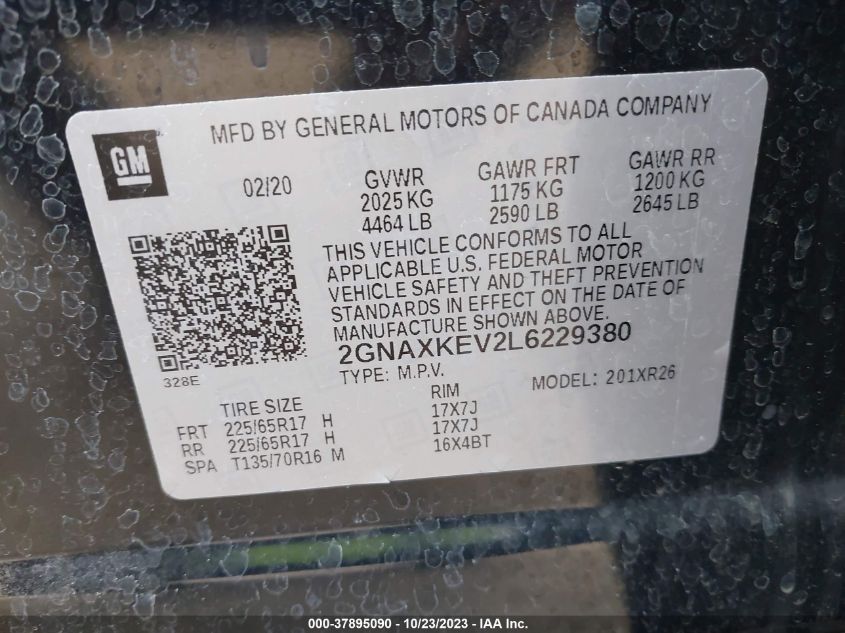 MFD BY GENERAL MOTORS OF CANADA COMPANY
GM
02/20
GVWR
2025 KG
4464 LB
GAWR FRT
1175 KG
2590 LB
GAWR RR
1200 KG
2645 LB
THIS VEHICLE CONFORMS TO ALL
APPLICABLE U.S. FEDERAL MOTOR
VEHICLE SAFETY AND THEFT PREVENTION
STANDARDS IN EFFECT ON THE DATE OF
MANUFACTURE SHOWN ABOVE.
2GNAXKEV2L6229380
328E
TYPE: M.P.V.
MODEL: 201XR26
TIRE SIZE
RIM
FRT 225/65R17 H 17X7J
RR 225/65R17 H 17X7J
SPA T135/70R16 M 16X4BT
000-37895090 - 10/23/2023 - IAA Inc.